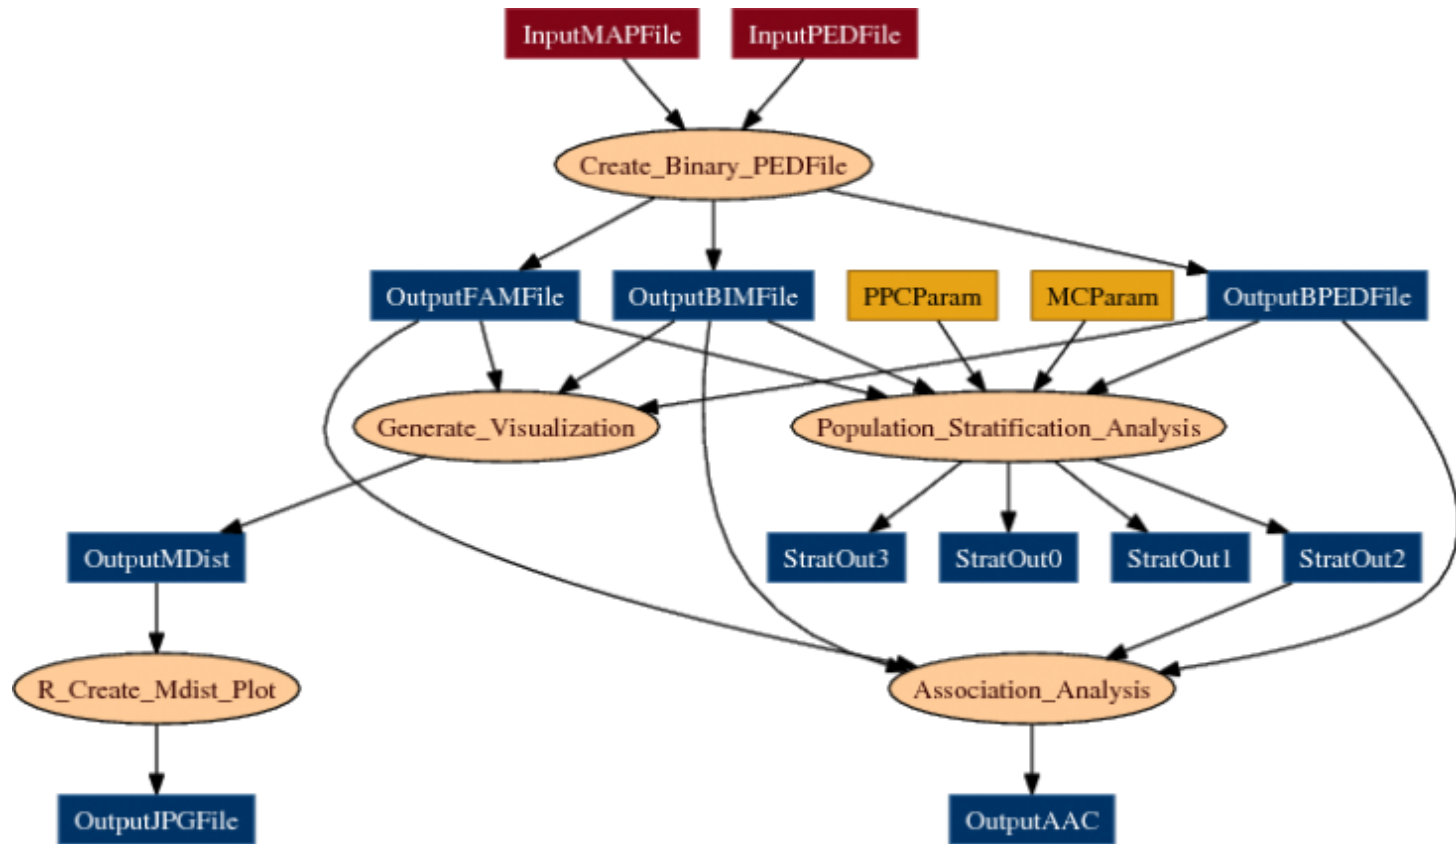 InputMAPFile
InputPEDFile
Create_Binary_PEDFile
OutputFAMFile
OutputBIMFile
PPCParam
MCParam
OutputBPEDFile
Generate_Visualization
Population_Stratification_Analysis
OutputMDist
StratOut3
StratOut0
StratOut1
StratOut2
R_Create_Mdist_Plot
Association_Analysis
OutputJPGFile
OutputAAC